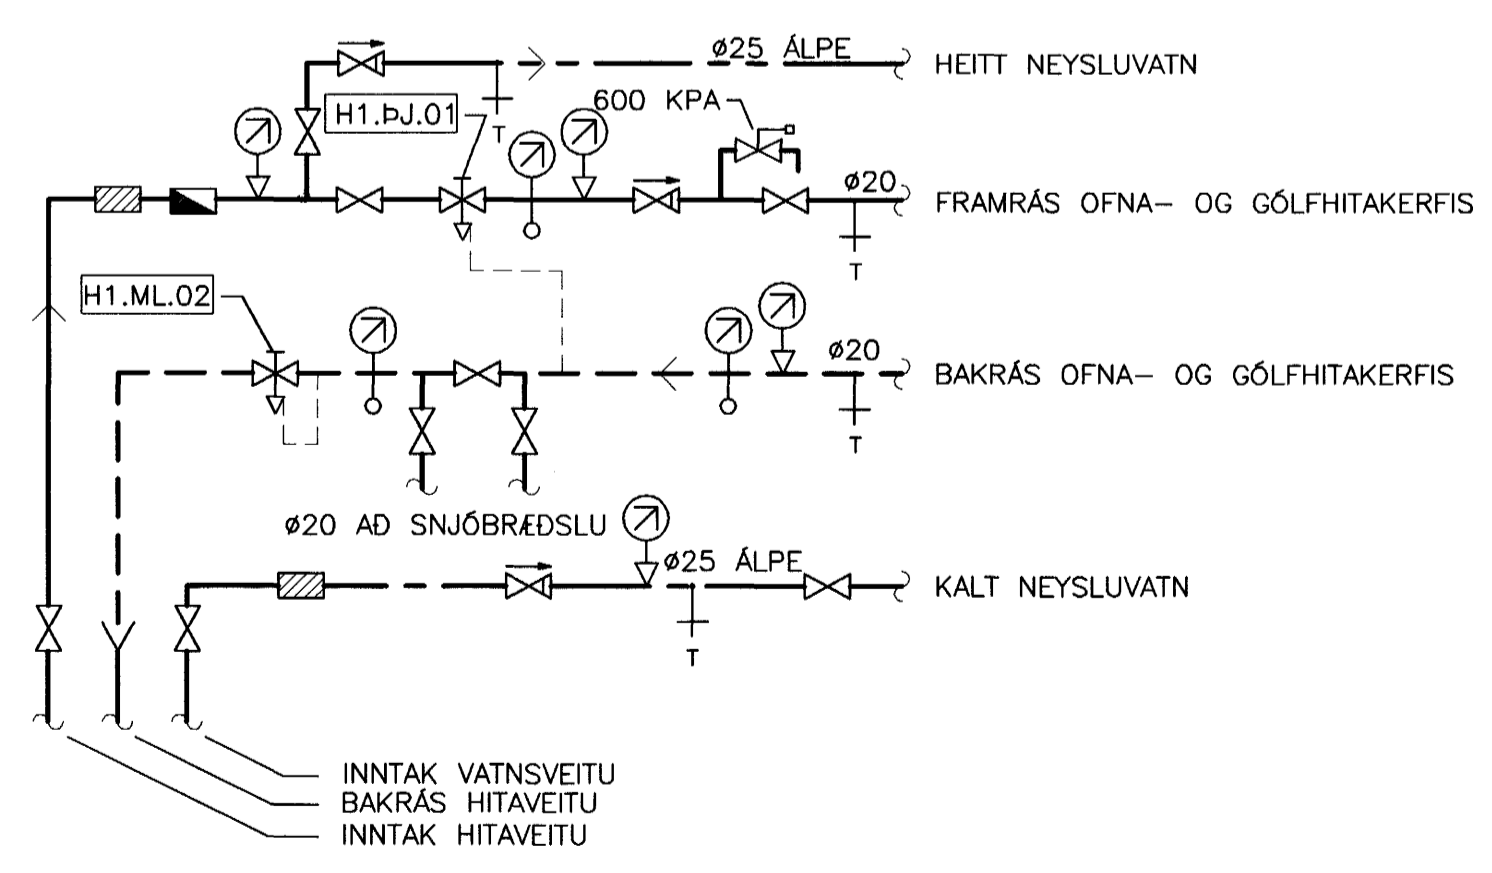 ø25 ÁLPE
HEITT NEYSLUVATN
H1.ÞJ.01
600 KPA
T
ø20
FRAMRÁS OFNA- OG GÓLFHITAKERFIS
T
H1.ML.02
ø20
BAKRÁS OFNA- OG GÓLFHITAKERFIS
T
ø20 AÐ SNJÓBRÆÐSLU
ø25 ÁLPE
KALT NEYSLUVATN
T
INNTAK VATNSVEITU
BAKRÁS HITAVEITU
INNTAK HITAVEITU